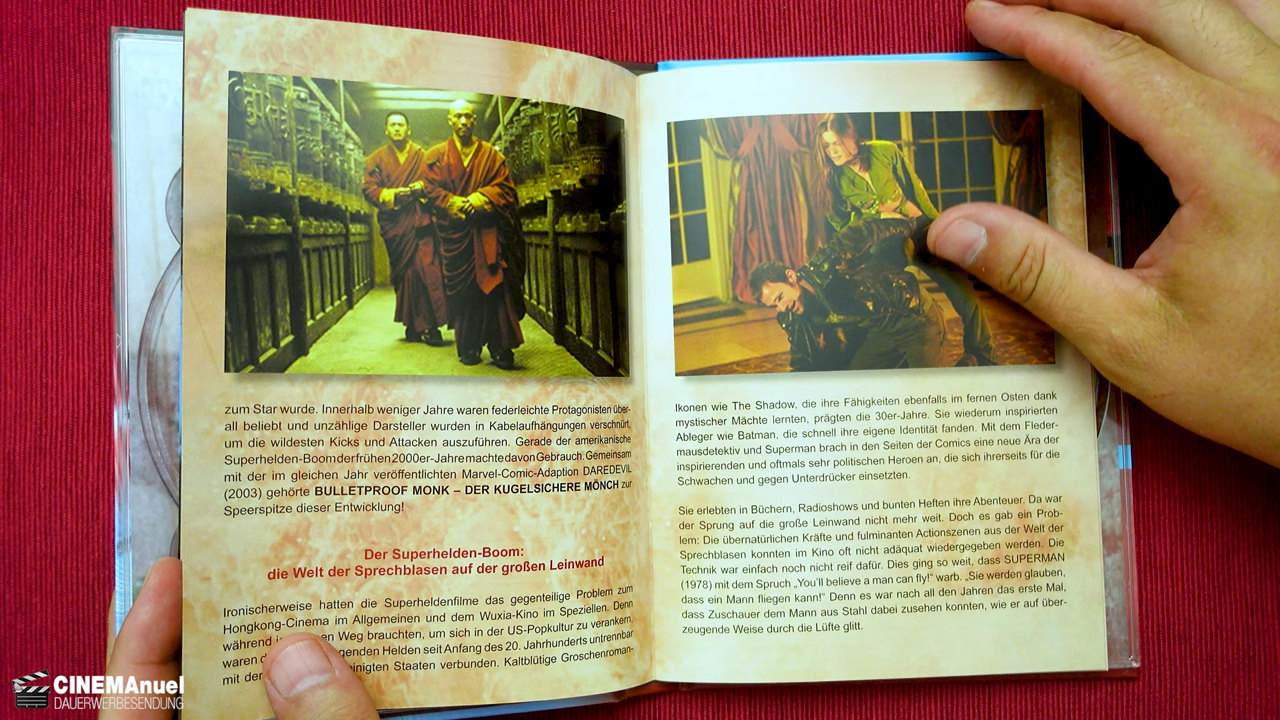 zum Star wurde. Innerhalb weniger Jahre waren federleichte Protagonisten über-
all beliebt und unzählige Darsteller wurden in Kabelaufhängungen verschnürt,
um die wildesten Kicks und Attacken auszuführen. Gerade der amerikanische
Superhelden-Boom der frühen 2000er-Jahre machte davon Gebrauch. Gemeinsam
mit der im gleichen Jahr veröffentlichten Marvel-Comic-Adaption DAREDEVIL
(2003) gehörte BULLETPROOF MONK – DER KUGELSICHERE MÖNCH zur
Speerspitze dieser Entwicklung!
Der Superhelden-Boom:
die Welt der Sprechblasen auf der großen Leinwand
Ironischerweise hatten die Superheldenfilme das gegenteilige Problem zum
Hongkong-Cinema im Allgemeinen und dem Wuxia-Kino im Speziellen. Denn
während Weg brauchten, um sich in der US-Popkultur zu verankern,
waren Helden seit Anfang des 20. Jahrhunderts untrennbar
mit Staaten verbunden. Kaltblütige Groschenroman-
Ikonen wie The Shadow, die ihre Fähigkeiten ebenfalls im fernen Osten dank
mystischer Mächte lernten, prägten die 30er-Jahre. Sie wiederum inspirierten
Ableger wie Batman, die schnell ihre eigene Identität fanden. Mit dem Fleder-
mausdetektiv und Superman brach in den Seiten der Comics eine neue Ära der
inspirierenden und oftmals sehr politischen Heroen an, die sich ihrerseits für die
Schwachen und gegen Unterdrücker einsetzten.
Sie erlebten in Büchern, Radioshows und bunten Heften ihre Abenteuer. Da war
der Sprung auf die große Leinwand nicht mehr weit. Doch es gab ein Prob-
lem: Die übernatürlichen Kräfte und fulminanten Actionszenen aus der Welt der
Sprechblasen konnten im Kino oft nicht adäquat wiedergegeben werden. Die
Technik war einfach noch nicht reif dafür. Dies ging so weit, dass SUPERMAN
(1978) mit dem Spruch „You'll believe a man can fly!“ warb. „Sie werden glauben,
dass ein Mann fliegen kann!“ Denn es war nach all den Jahren das erste Mal,
dass Zuschauer dem Mann aus Stahl dabei zusehen konnten, wie er auf über-
zeugende Weise durch die Lüfte glitt.
CINEMAnuel
DAUERWERBESENDUNG